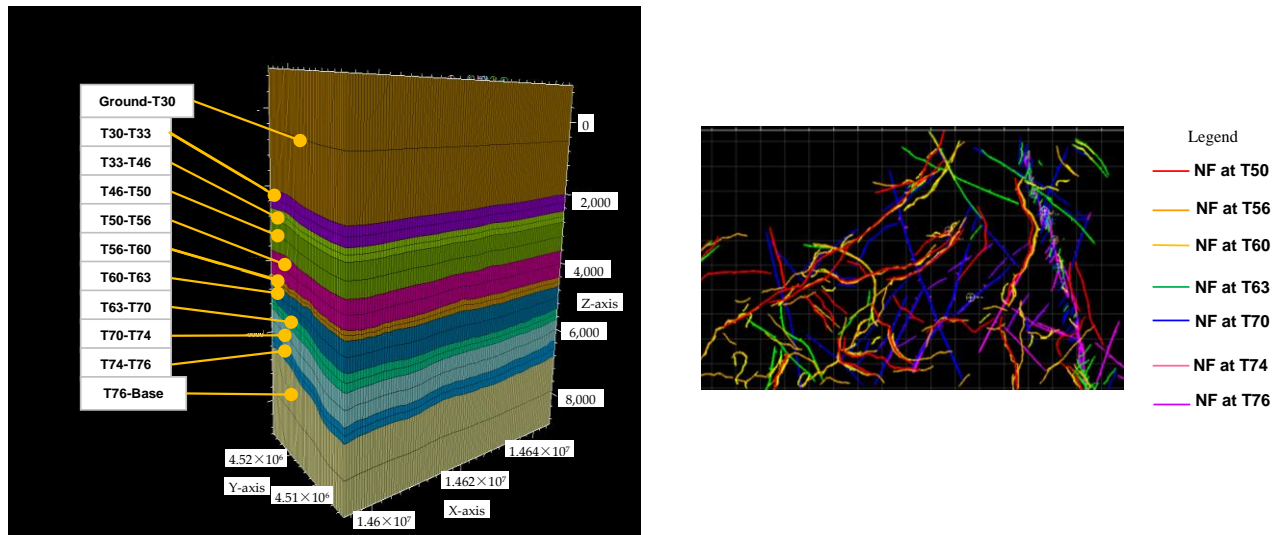 Ground-T30
T30-T33
T33-T46
T46-T50
T50-T56
T56-T60
T60-T63
T63-T70
T70-T74
T74-T76
T76-Base
0
2,000
4,000
Z-axis
6,000
8,000
4.52×10⁶
Y-axis
4.51×10⁶
1.46×10⁷
X-axis
1.462×10⁷
1.464×10⁷
Legend
NF at T50
NF at T56
NF at T60
NF at T63
NF at T70
NF at T74
NF at T76